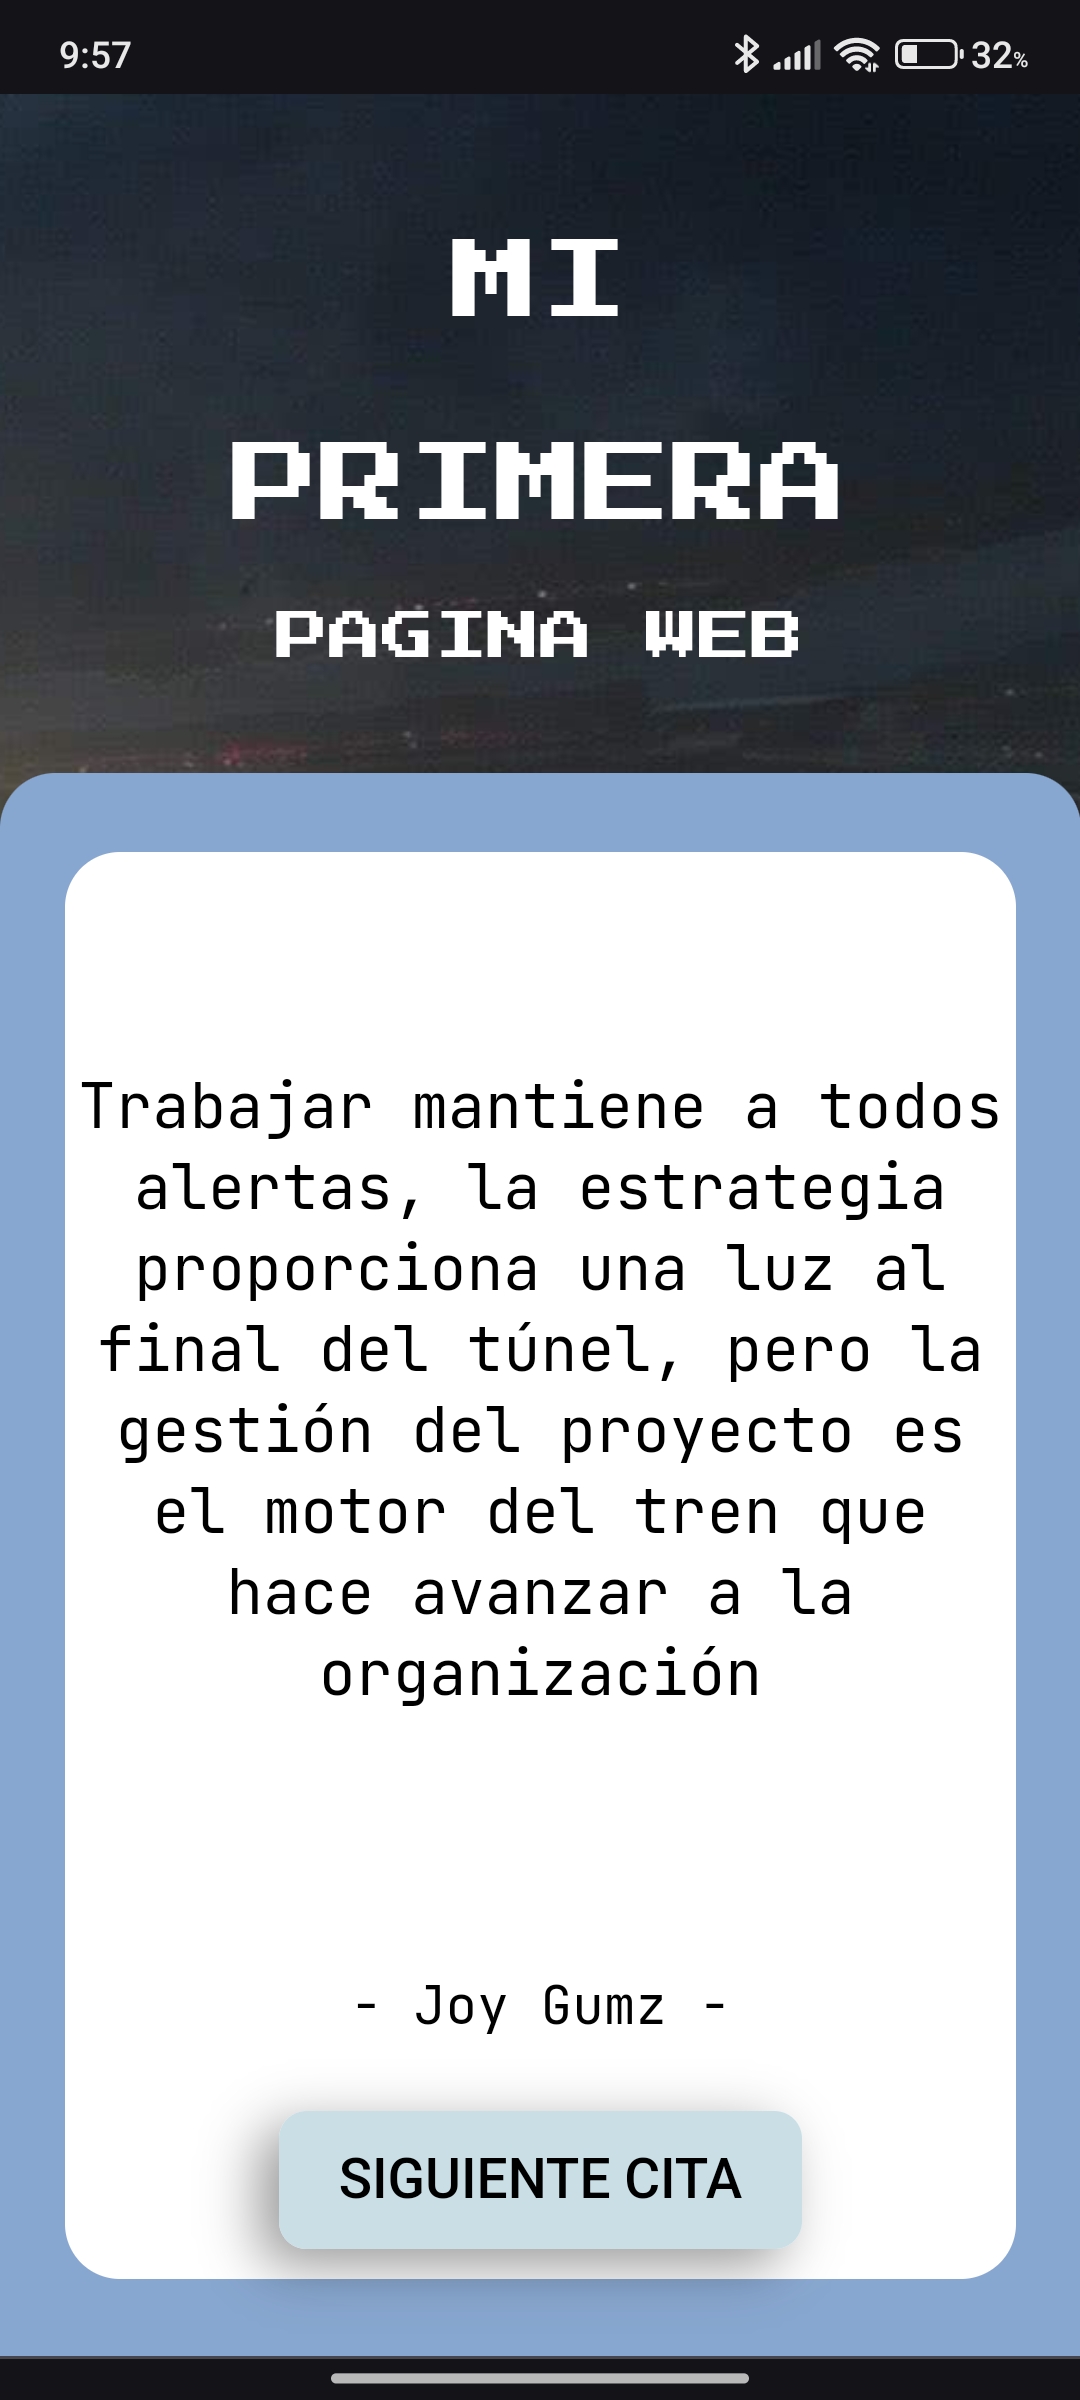 9:57
32%
MI
PRIMERA
PAGINA WEB
Trabajar mantiene a todos
alertas, la estrategia
proporciona una luz al
final del túnel, pero la
gestión del proyecto es
el motor del tren que
hace avanzar a la
organización
- Joy Gumz -
SIGUIENTE CITA